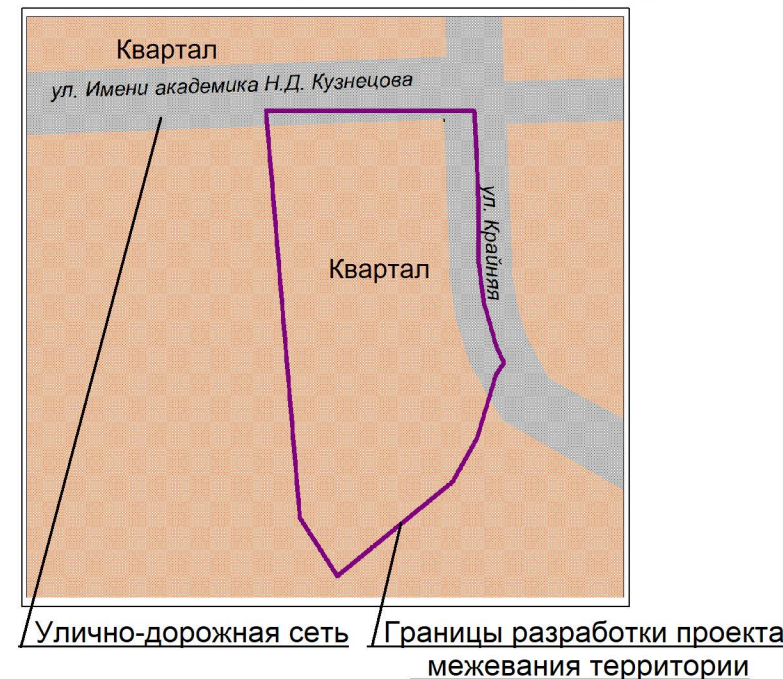 Квартал
ул. Имени академика Н.Д. Кузнецова
ул. Крайняя
Квартал
Улично-дорожная сеть
Границы разработки проекта
межевания территории